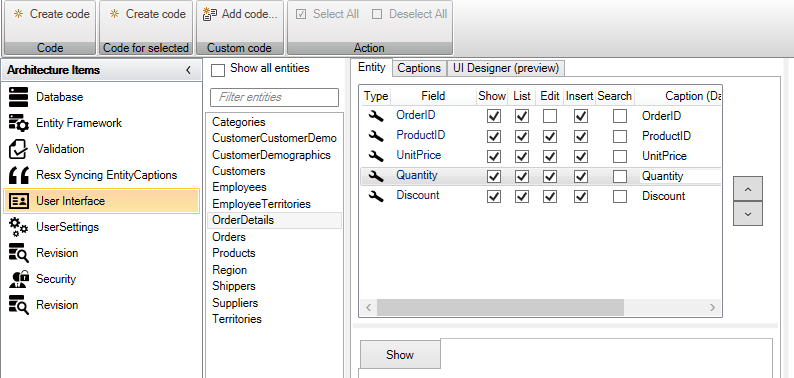 Create code
Create code
Add code...
Select All
Deselect All
Code
Code for selected
Custom code
Action
Architecture Items
Database
Entity Framework
Validation
Resx Syncing EntityCaptions
User Interface
UserSettings
Revision
Security
Revision
Show all entities
Filter entities
Categories
CustomerCustomerDemo
CustomerDemographics
Customers
Employees
EmployeeTerritories
OrderDetails
Orders
Products
Region
Shippers
Suppliers
Territories
Entity Captions UI Designer (preview)
Type Field Show List Edit Insert Search Caption (Da
OrderID OrderID
ProductID ProductID
UnitPrice UnitPrice
Quantity Quantity
Discount Discount
Show